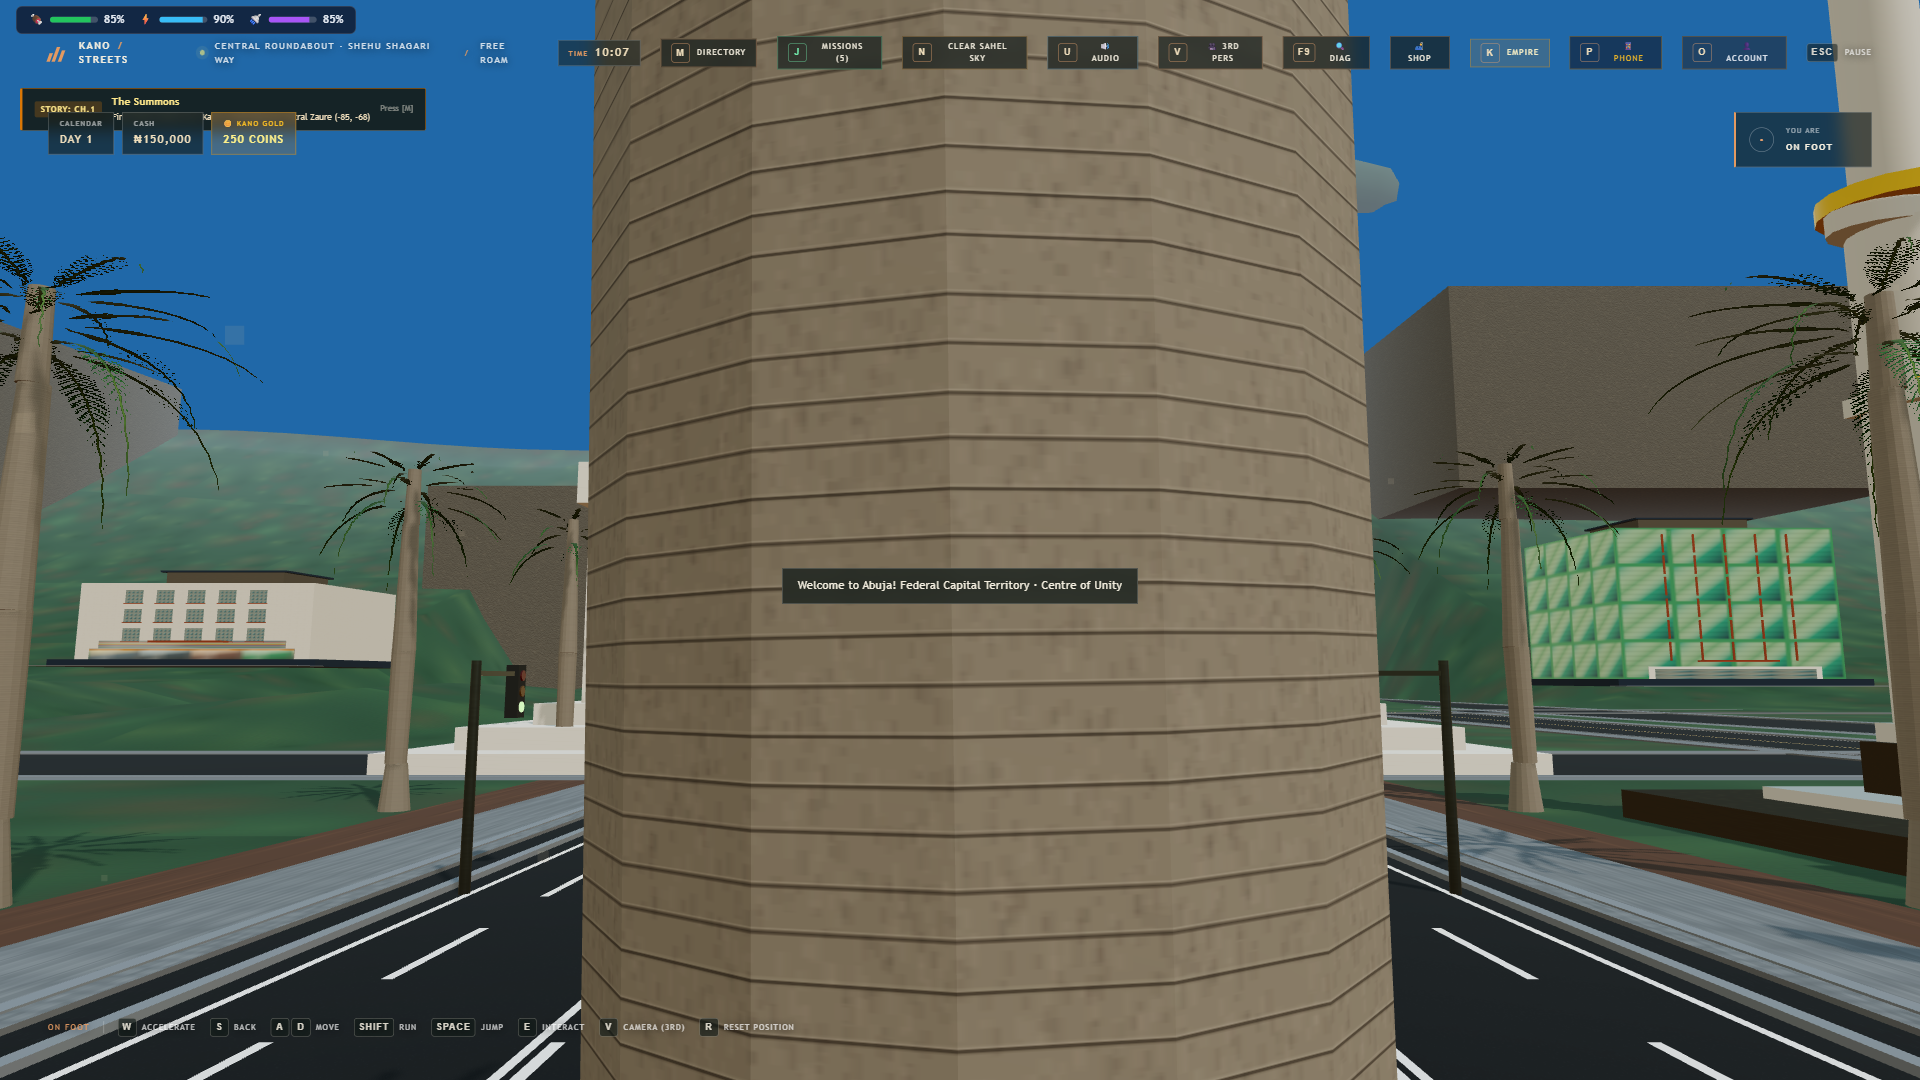 85% 90% 85%
KANO / STREETS
CENTRAL ROUNDABOUT · SHEHU SHAGARI WAY
/ FREE ROAM
TIME 10:07
M DIRECTORY
J MISSIONS (5)
N CLEAR SAHEL SKY
U AUDIO
V 3RD PERS
F9 DIAG
SHOP
K EMPIRE
P PHONE
O ACCOUNT
ESC PAUSE
STORY: CH.1 The Summons
Press [M]
Zaure (-85, -68)
CALENDAR
DAY 1
CASH
₦150,000
KANO GOLD
250 COINS
YOU ARE
ON FOOT
Welcome to Abuja! Federal Capital Territory · Centre of Unity
ON FOOT W ACCELERATE S BACK A D MOVE SHIFT RUN SPACE JUMP E INTERACT V CAMERA (3RD) R RESET POSITION